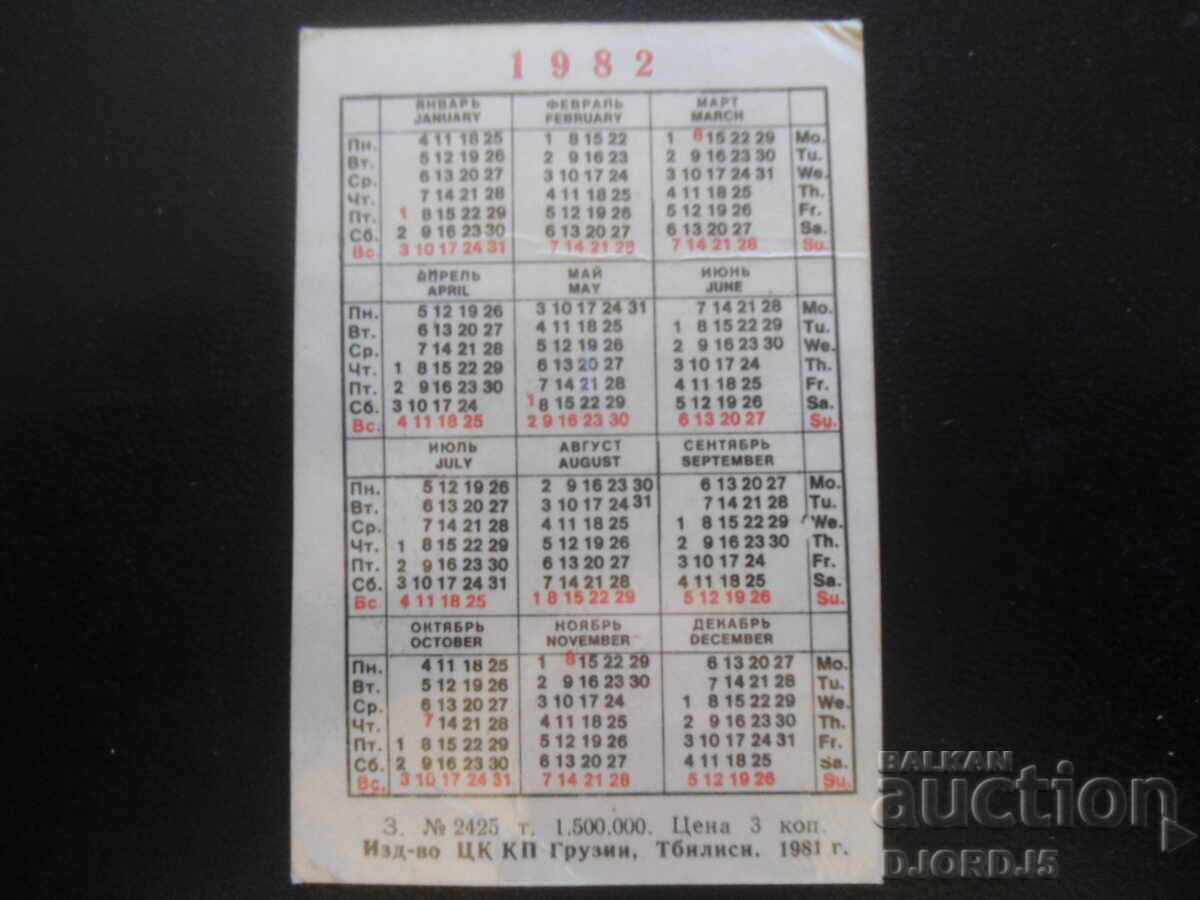 1982
ЯНВАРЬ ФЕВРАЛЬ МАРТ
JANUARY FEBRUARY MARCH
Пн. 4 11 18 25 1 8 15 22 1 8 15 22 29 Mo.
Вт. 5 12 19 26 2 9 16 23 2 9 16 23 30 Tu.
Ср. 6 13 20 27 3 10 17 24 3 10 17 24 31 We.
Чт. 7 14 21 28 4 11 18 25 4 11 18 25 Th.
Пт. 1 8 15 22 29 5 12 19 26 5 12 19 26 Fr.
Сб. 2 9 16 23 30 6 13 20 27 6 13 20 27 Sa.
Вс. 3 10 17 24 31 7 14 21 28 7 14 21 28 Su.
АПРЕЛЬ МАЙ ИЮНЬ
APRIL MAY JUNE
Пн. 5 12 19 26 3 10 17 24 31 7 14 21 28 Mo.
Вт. 6 13 20 27 4 11 18 25 1 8 15 22 29 Tu.
Ср. 7 14 21 28 5 12 19 26 2 9 16 23 30 We.
Чт. 1 8 15 22 29 6 13 20 27 3 10 17 24 Th.
Пт. 2 9 16 23 30 7 14 21 28 4 11 18 25 Fr.
Сб. 3 10 17 24 1 8 15 22 29 5 12 19 26 Sa.
Вс. 4 11 18 25 2 9 16 23 30 6 13 20 27 Su.
ИЮЛЬ АВГУСТ СЕНТЯБРЬ
JULY AUGUST SEPTEMBER
Пн. 5 12 19 26 2 9 16 23 30 6 13 20 27 Mo.
Вт. 6 13 20 27 3 10 17 24 31 7 14 21 28 Tu.
Ср. 7 14 21 28 4 11 18 25 1 8 15 22 29 We.
Чт. 1 8 15 22 29 5 12 19 26 2 9 16 23 30 Th.
Пт. 2 9 16 23 30 6 13 20 27 3 10 17 24 Fr.
Сб. 3 10 17 24 31 7 14 21 28 4 11 18 25 Sa.
Вс. 4 11 18 25 1 8 15 22 29 5 12 19 26 Su.
ОКТЯБРЬ НОЯБРЬ ДЕКАБРЬ
OCTOBER NOVEMBER DECEMBER
Пн. 4 11 18 25 1 8 15 22 29 6 13 20 27 Mo.
Вт. 5 12 19 26 2 9 16 23 30 7 14 21 28 Tu.
Ср. 6 13 20 27 3 10 17 24 1 8 15 22 29 We.
Чт. 7 14 21 28 4 11 18 25 2 9 16 23 30 Th.
Пт. 1 8 15 22 29 5 12 19 26 3 10 17 24 31 Fr.
Сб. 2 9 16 23 30 6 13 20 27 4 11 18 25 Sa.
Вс. 3 10 17 24 31 7 14 21 28 5 12 19 26 Su.
З. № 2425 т. 1.500.000. Цена 3 коп.
Изд-во ЦК КП Грузии, Тбилиси. 1981 г.
BALKAN
auction
DJORDJ5